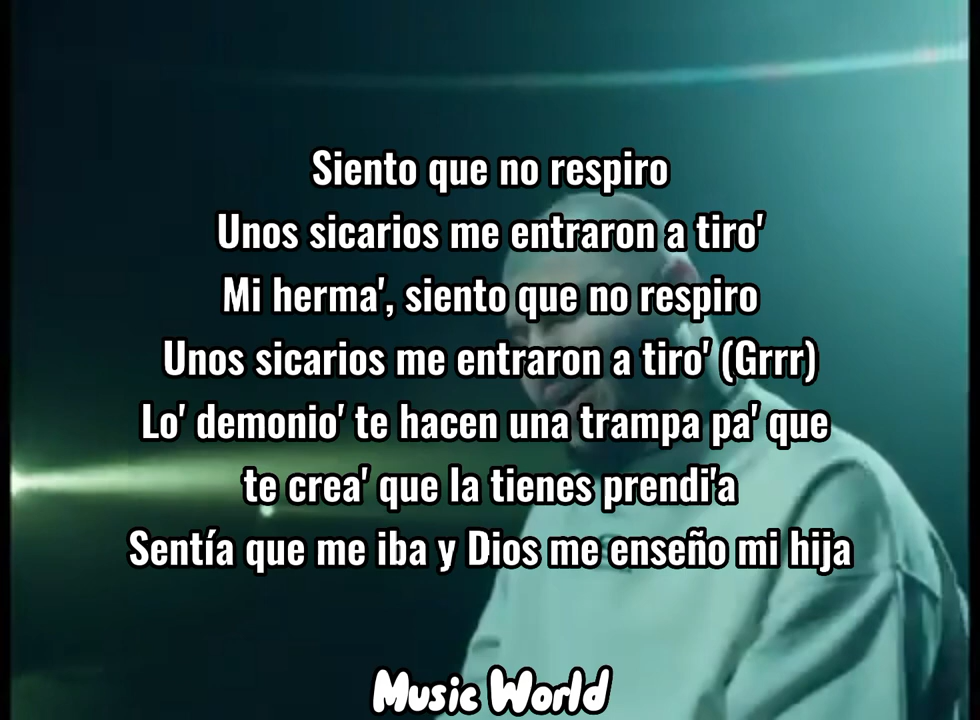 Siento que no respiro
Unos sicarios me entraron a tiro'
Mi herma', siento que no respiro
Unos sicarios me entraron a tiro' (Grrr)
Lo' demonio' te hacen una trampa pa' que
te crea' que la tienes prendi'a
Sentía que me iba y Dios me enseño mi hija
Music World